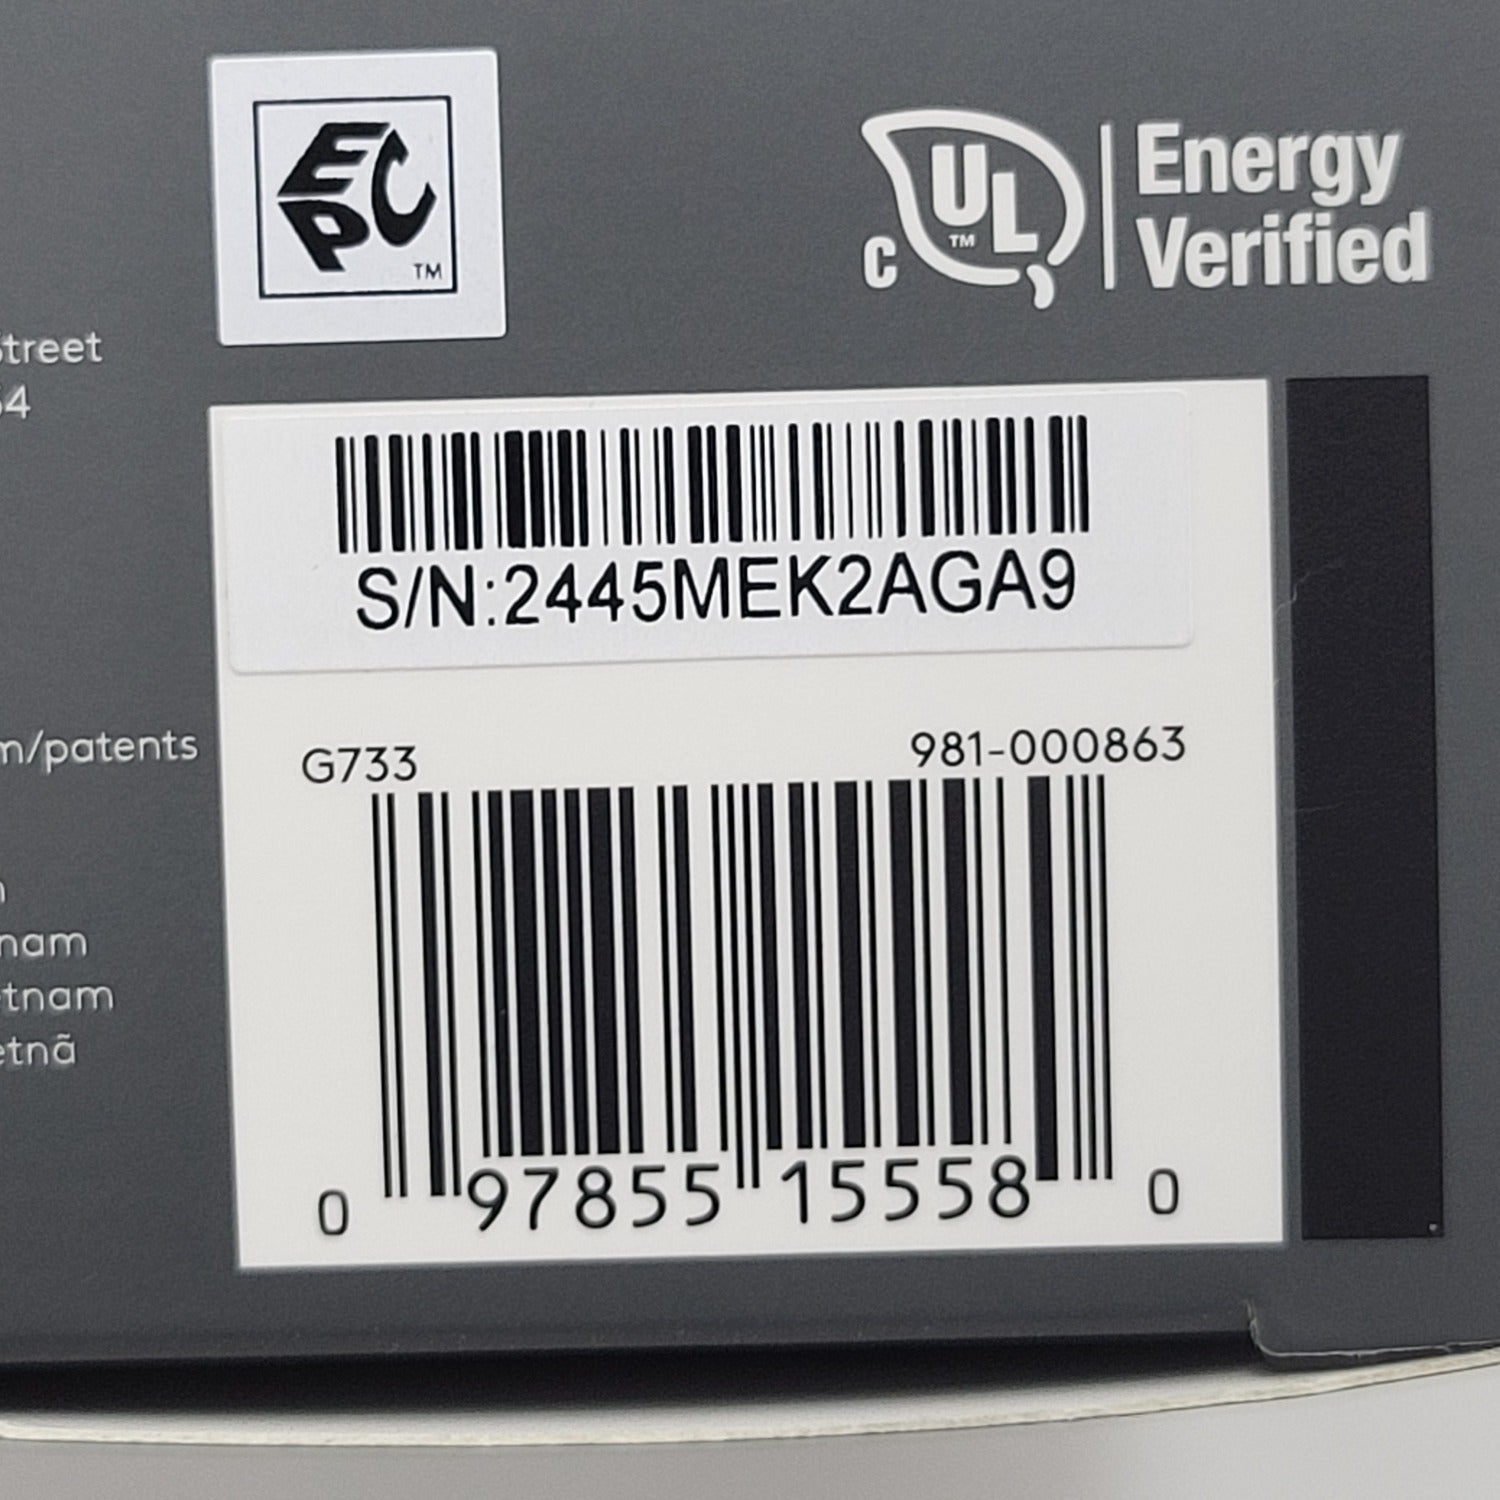 EPC
TM
c UL TM
Energy
Verified
treet
4
S/N:2445MEK2AGA9
m/patents
G733 981-000863
nam
tnam
etnã
0 97855 15558 0